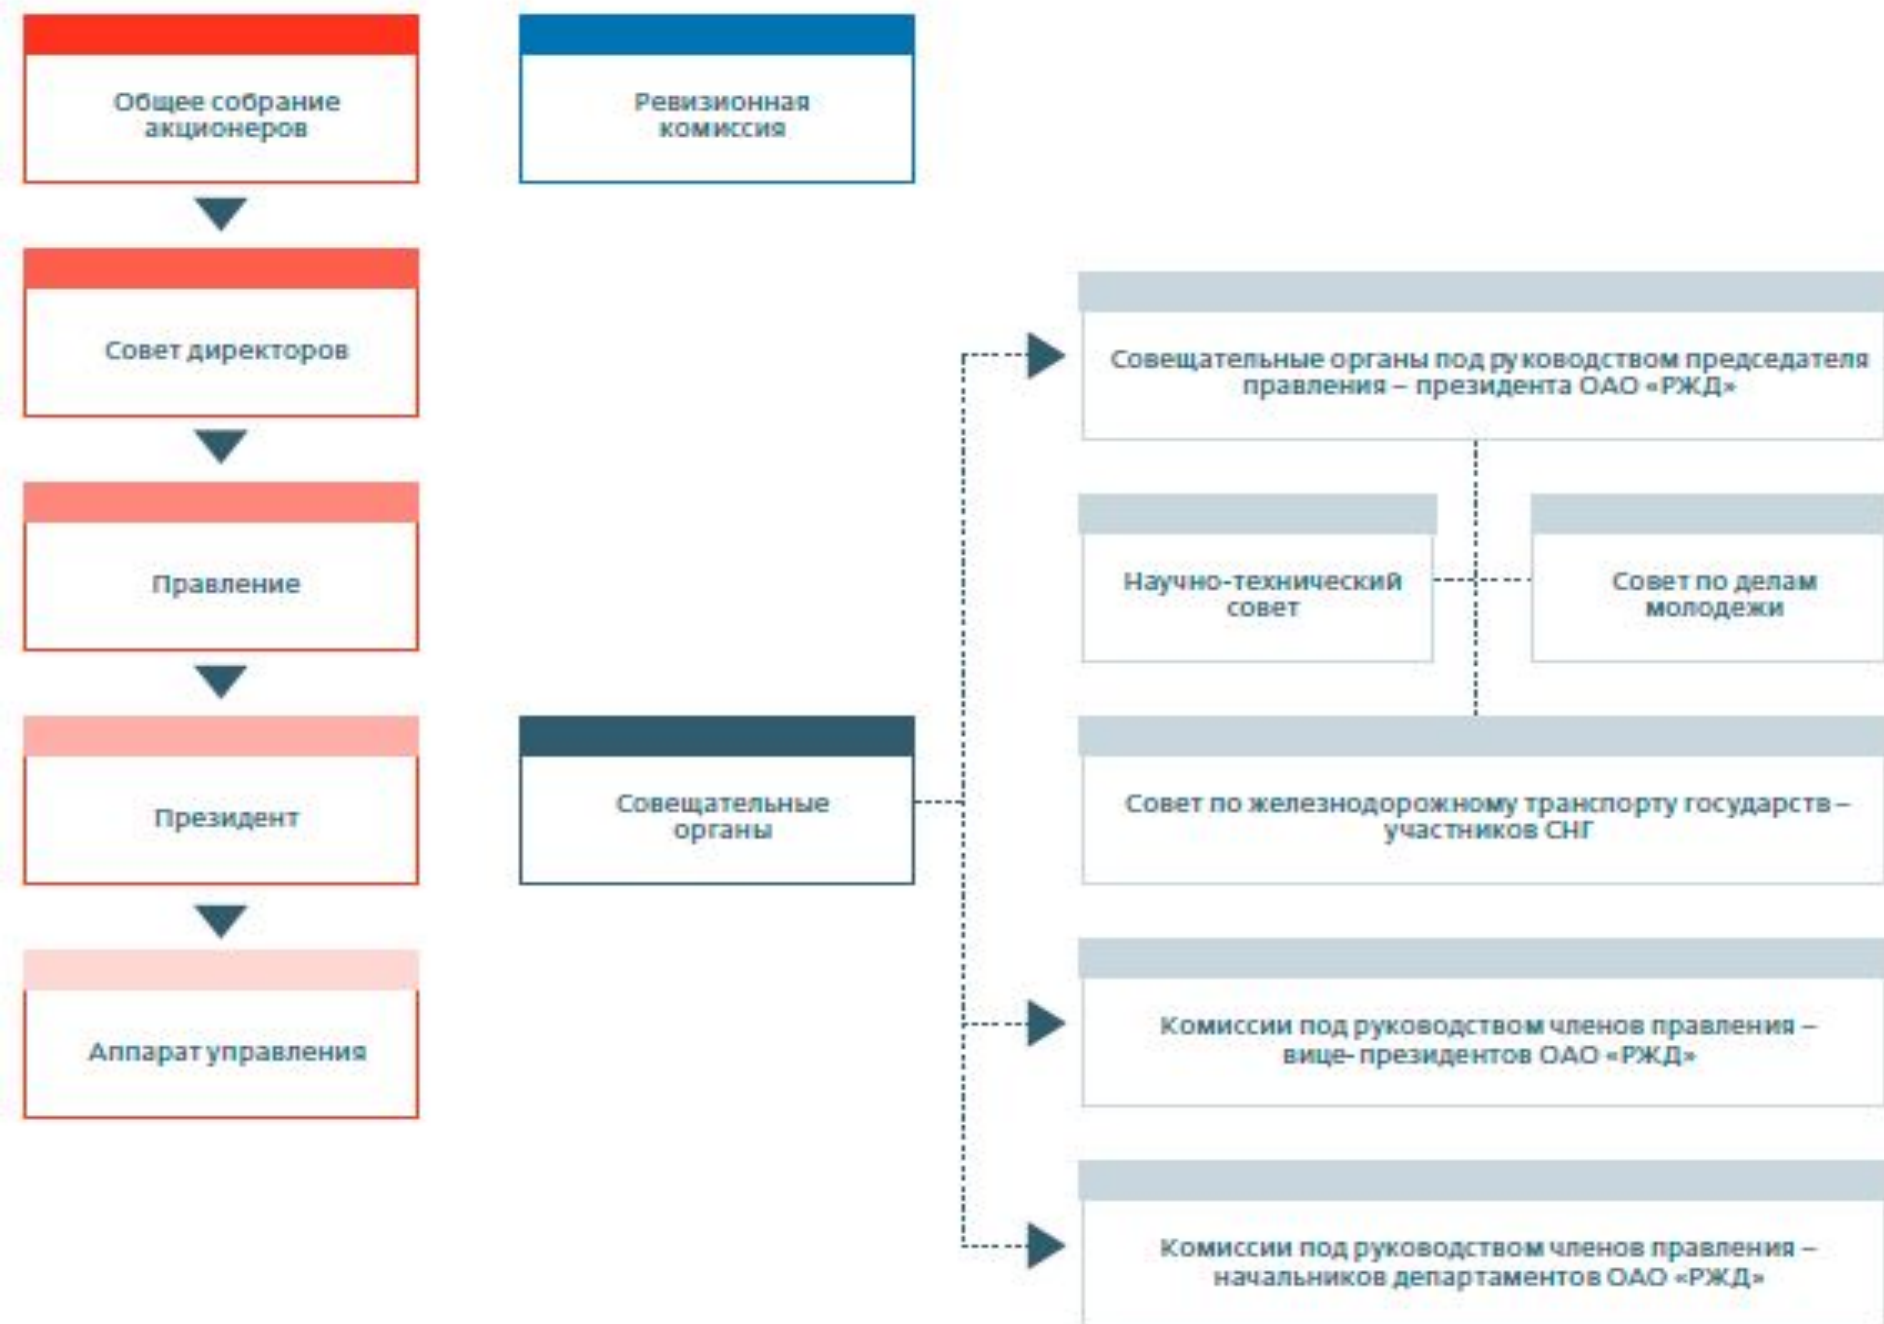 Общее собрание
акционеров
Ревизионная
комиссия
Совет директоров
Совещательные органы под руководством председателя
правления – президента ОАО «РЖД»
Правление
Научно-технический
совет
Совет по делам
молодежи
Президент
Совещательные
органы
Совет по железнодорожному транспорту государств –
участников СНГ
Аппарат управления
Комиссии под руководством членов правления –
вице-президентов ОАО «РЖД»
Комиссии под руководством членов правления –
начальников департаментов ОАО «РЖД»